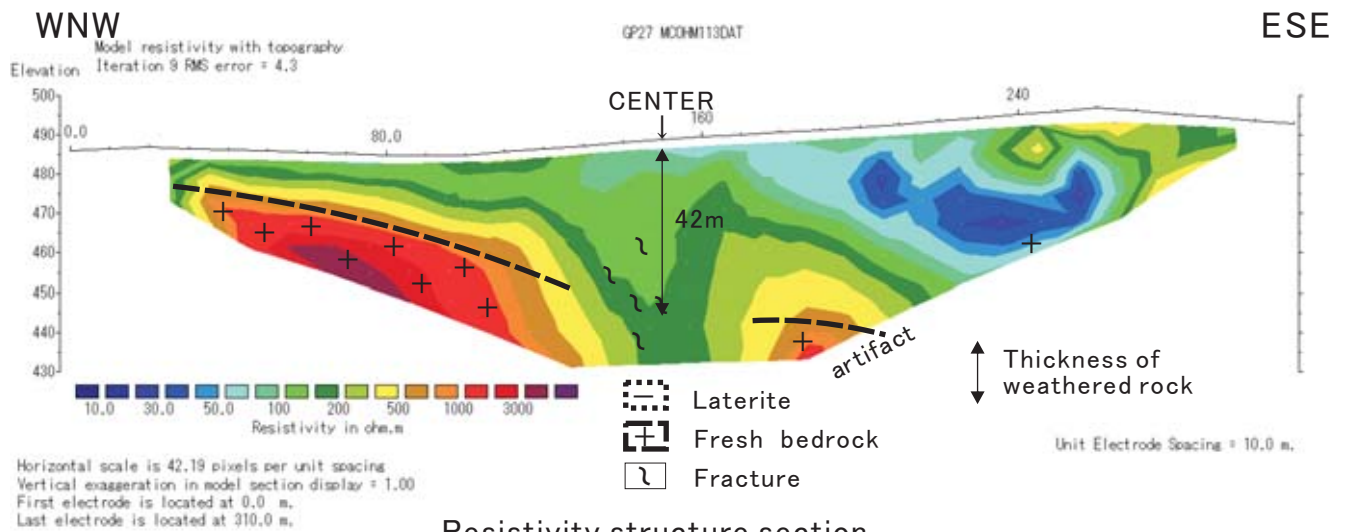 WNW
ESE
Model resistivity with topography
GP27 MCOHM113DAT
Iteration 9 RMS error = 4.3
Elevation
500
490
480
470
460
450
440
430
0.0
80.0
CENTER
160
240
42m
artifact
Thickness of
weathered rock
10.0 30.0 50.0 100 200 500 1000 3000
Resistivity in ohm.m
Laterite
Fresh bedrock
Fracture
Unit Electrode Spacing = 10.0 m.
Horizontal scale is 42.19 pixels per unit spacing
Vertical exaggeration in model section display = 1.00
First electrode is located at 0.0 m.
Last electrode is located at 310.0 m.
Resistivity structure section